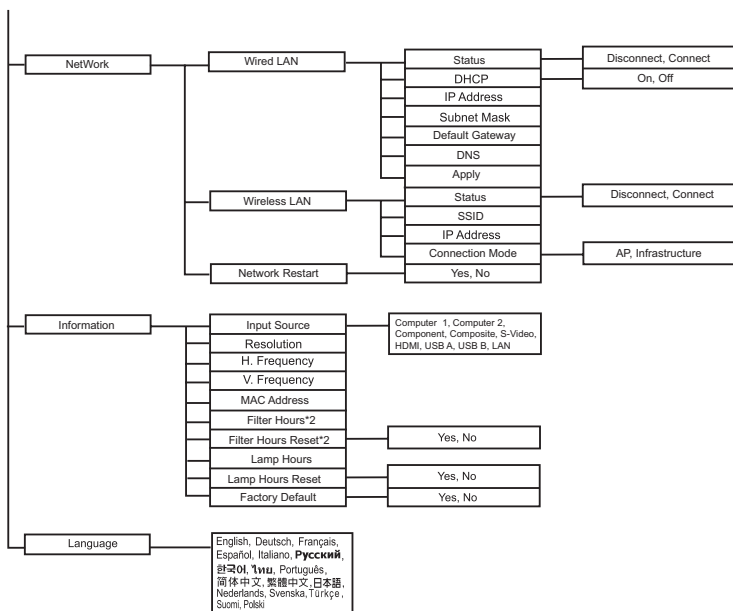 NetWork
Wired LAN
Status
Disconnect, Connect
DHCP
On, Off
IP Address
Subnet Mask
Default Gateway
DNS
Apply
Wireless LAN
Status
Disconnect, Connect
SSID
IP Address
Connection Mode
AP, Infrastructure
Network Restart
Yes, No
Information
Input Source
Computer 1, Computer 2,
Component, Composite, S-Video,
HDMI, USB A, USB B, LAN
Resolution
H. Frequency
V. Frequency
MAC Address
Filter Hours*2
Filter Hours Reset*2
Yes, No
Lamp Hours
Lamp Hours Reset
Yes, No
Factory Default
Yes, No
Language
English, Deutsch, Français,
Español, Italiano, Русский,
한국어, ไทย, Português,
简体中文, 繁體中文, 日本語,
Nederlands, Svenska, Türkçe,
Suomi, Polski